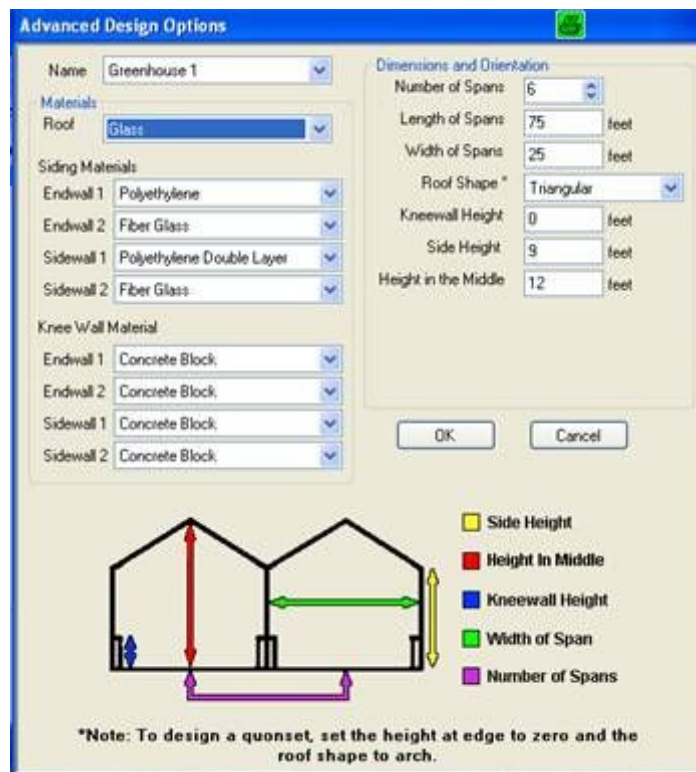 Advanced Design Options
Name Greenhouse 1
Materials
Roof Glass
Siding Materials
Endwall 1 Polyethylene
Endwall 2 Fiber Glass
Sidewall 1 Polyethylene Double Layer
Sidewall 2 Fiber Glass
Knee Wall Material
Endwall 1 Concrete Block
Endwall 2 Concrete Block
Sidewall 1 Concrete Block
Sidewall 2 Concrete Block
Dimensions and Orientation
Number of Spans 6
Length of Spans 75 feet
Width of Spans 25 feet
Roof Shape * Triangular
Kneewall Height 0 feet
Side Height 9 feet
Height in the Middle 12 feet
OK Cancel
Side Height
Height In Middle
Kneewall Height
Width of Span
Number of Spans
*Note: To design a quonset, set the height at edge to zero and the
roof shape to arch.